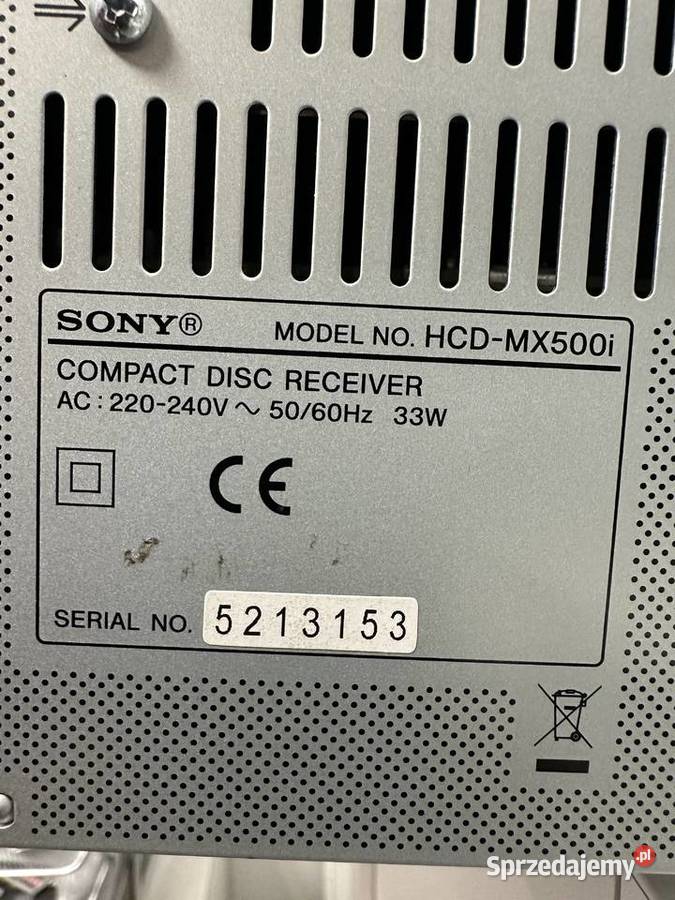 SONY® MODEL NO. HCD-MX500i
COMPACT DISC RECEIVER
AC : 220-240V ~ 50/60Hz 33W
CE
SERIAL NO. 5213153
Sprzedajemy.pl